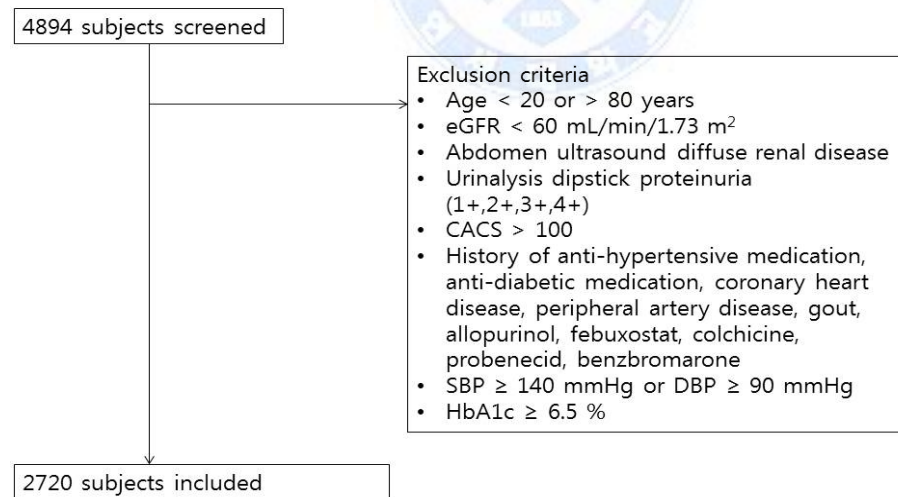 4894 subjects screened
1885
Exclusion criteria
• Age < 20 or > 80 years
• eGFR < 60 mL/min/1.73 m²
• Abdomen ultrasound diffuse renal disease
• Urinalysis dipstick proteinuria
(1+,2+,3+,4+)
• CACS > 100
• History of anti-hypertensive medication,
anti-diabetic medication, coronary heart
disease, peripheral artery disease, gout,
allopurinol, febuxostat, colchicine,
probenecid, benzbromarone
• SBP ≥ 140 mmHg or DBP ≥ 90 mmHg
• HbA1c ≥ 6.5 %
2720 subjects included